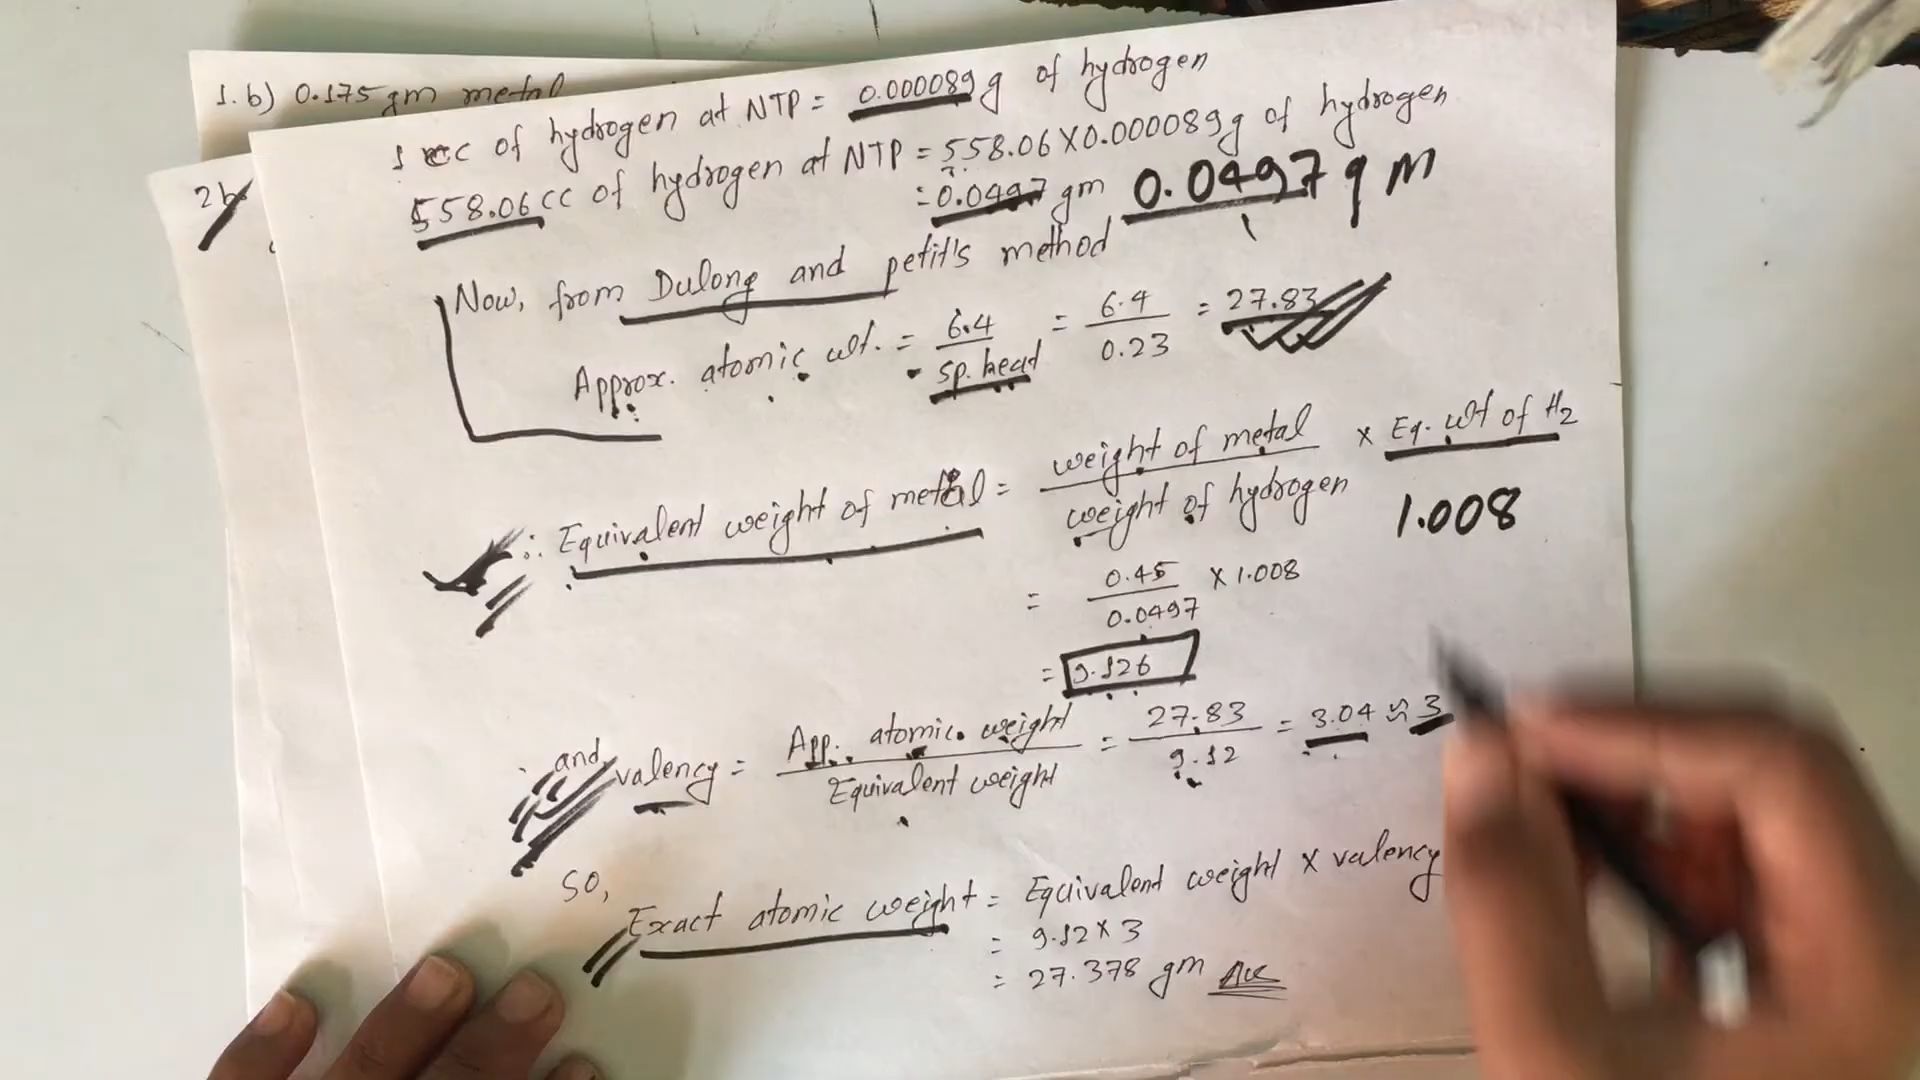 1.b) 0.175 gm metal
2b
1 cc of hydrogen at NTP = 0.000089 g of hydrogen
558.06 cc of hydrogen at NTP = 558.06 X 0.000089 g of hydrogen
= 0.0497 gm 0.0497 gm
Now, from Dulong and petit's method
Approx. atomic wt. = 6.4 / sp. heat = 6.4 / 0.23 = 27.83
∴ Equivalent weight of metal = weight of metal / weight of hydrogen x Eq. wt of H2
1.008
= 0.45 / 0.0497 X 1.008
= 9.126
and valency = App. atomic weight / Equivalent weight = 27.83 / 9.12 = 3.04 ≈ 3
so,
Exact atomic weight = Equivalent weight X valency
= 9.12 X 3
= 27.378 gm